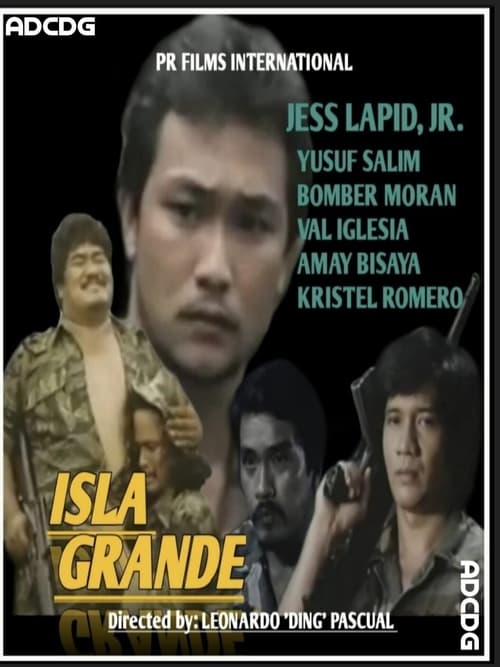 ADCDG
PR FILMS INTERNATIONAL
JESS LAPID, JR.
YUSUF SALIM
BOMBER MORAN
VAL IGLESIA
AMAY BISAYA
KRISTEL ROMERO
ISLA
GRANDE
Directed by: LEONARDO 'DING' PASCUAL
ADCDG